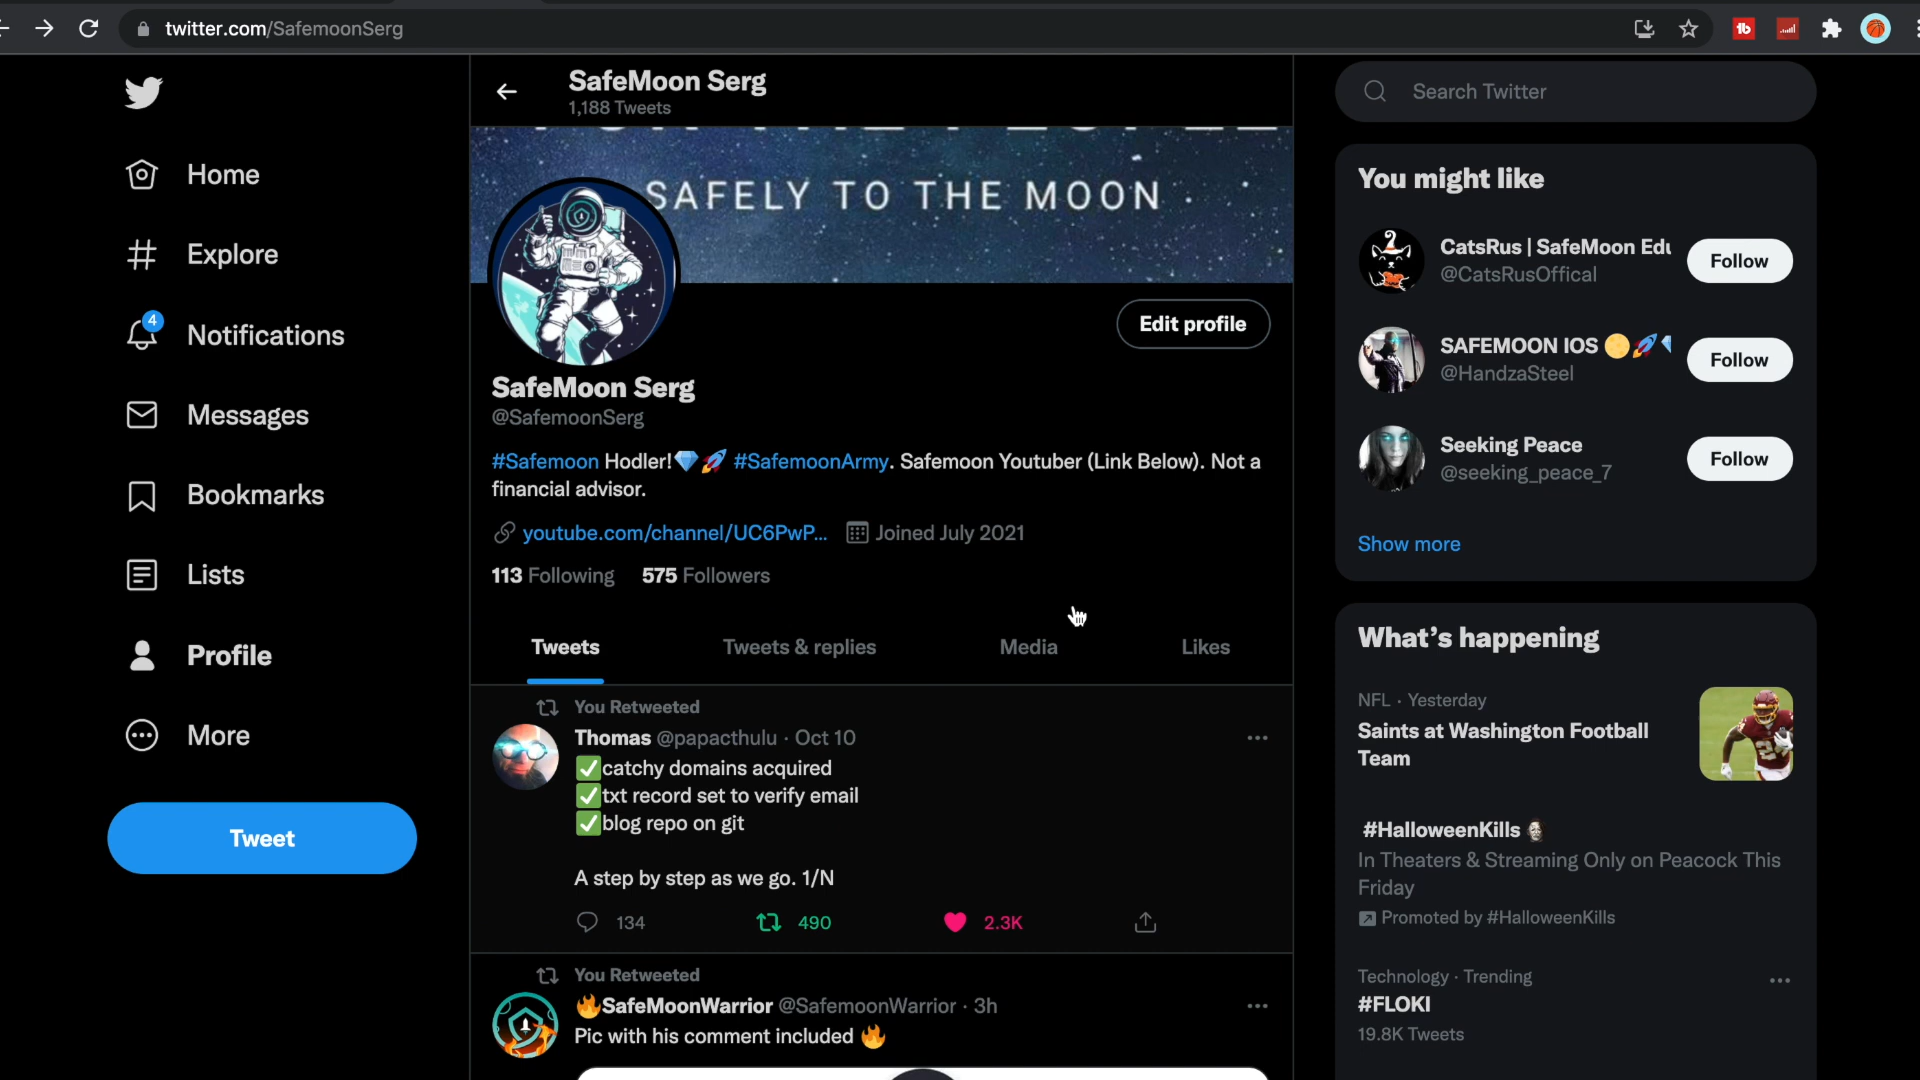 twitter.com/SafemoonSerg
SafeMoon Serg
1,188 Tweets
SAFELY TO THE MOON
Edit profile
SafeMoon Serg
@SafemoonSerg
#Safemoon Hodler!💎🚀 #SafemoonArmy. Safemoon Youtuber (Link Below). Not a
financial advisor.
youtube.com/channel/UC6PwP... Joined July 2021
113 Following 575 Followers
Tweets Tweets & replies Media Likes
You Retweeted
Thomas @papacthulu · Oct 10
✅catchy domains acquired
✅txt record set to verify email
✅blog repo on git
A step by step as we go. 1/N
134 490 2.3K
You Retweeted
🔥SafeMoonWarrior @SafemoonWarrior · 3h
Pic with his comment included 🔥
Home
Explore
4
Notifications
Messages
Bookmarks
Lists
Profile
More
Tweet
Search Twitter
You might like
CatsRus | SafeMoon Edu
@CatsRusOffical
Follow
SAFEMOON IOS 🌕🚀
@HandzaSteel
Follow
Seeking Peace
@seeking_peace_7
Follow
Show more
What's happening
NFL · Yesterday
Saints at Washington Football
Team
#HalloweenKills
In Theaters & Streaming Only on Peacock This
Friday
Promoted by #HalloweenKills
Technology · Trending
#FLOKI
19.8K Tweets